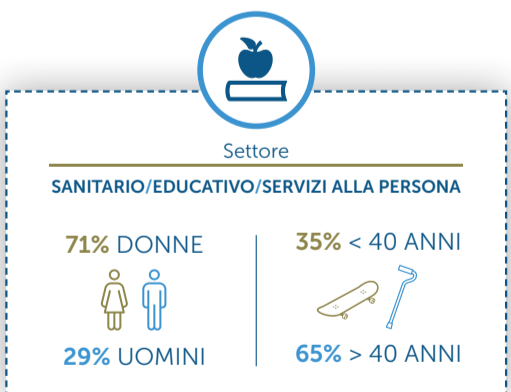 Settore
SANITARIO/EDUCATIVO/SERVIZI ALLA PERSONA
71% DONNE
29% UOMINI
35% < 40 ANNI
65% > 40 ANNI